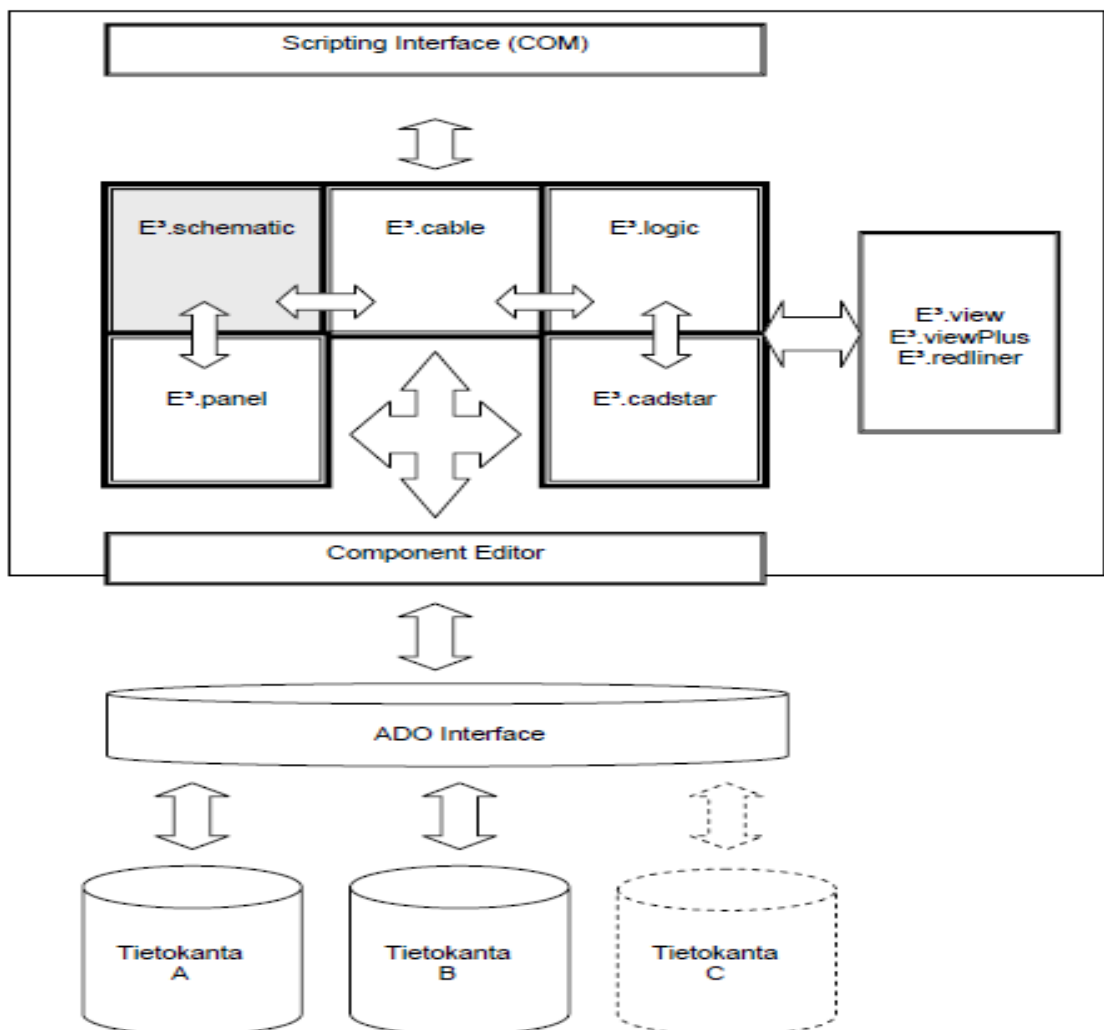 Scripting Interface (COM)
E³.schematic
E³.cable
E³.logic
E³.view
E³.viewPlus
E³.redliner
E³.panel
E³.cadstar
Component Editor
ADO Interface
Tietokanta
A
Tietokanta
B
Tietokanta
C